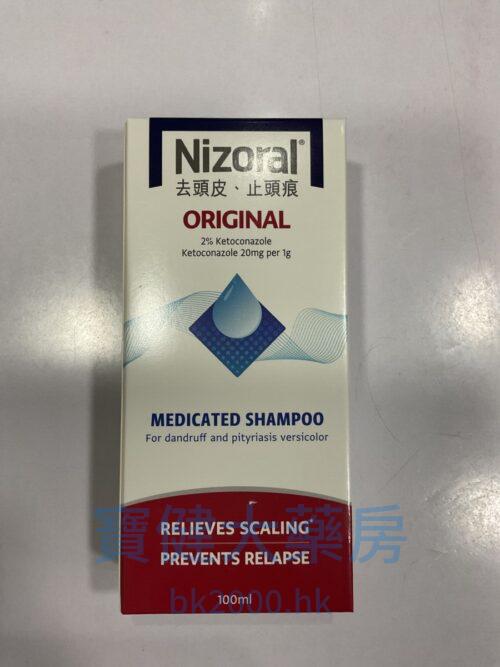 Nizoral®
去頭皮、止頭痕
ORIGINAL
2% Ketoconazole
Ketoconazole 20mg per 1g
MEDICATED SHAMPOO
For dandruff and pityriasis versicolor
RELIEVES SCALING*
寶健人藥房
PREVENTS RELAPSE
100ml
bk2000.hk